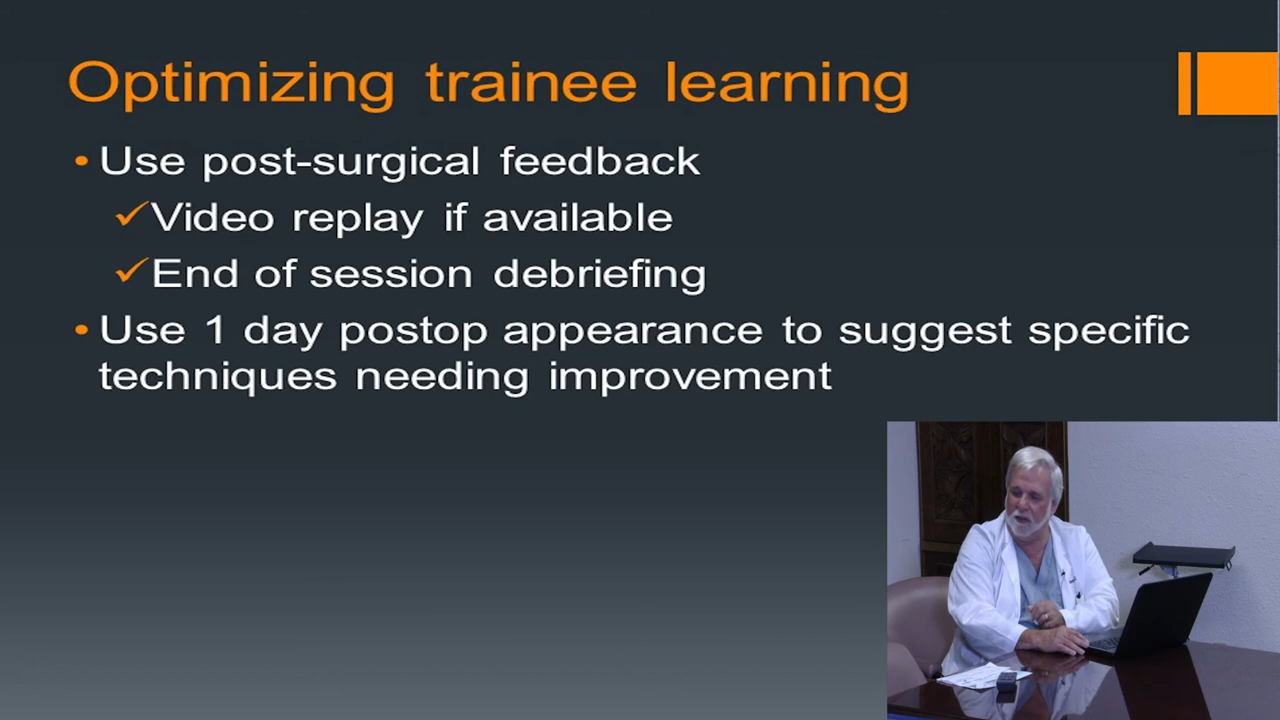 Optimizing trainee learning
• Use post-surgical feedback
✓Video replay if available
✓End of session debriefing
• Use 1 day postop appearance to suggest specific
techniques needing improvement